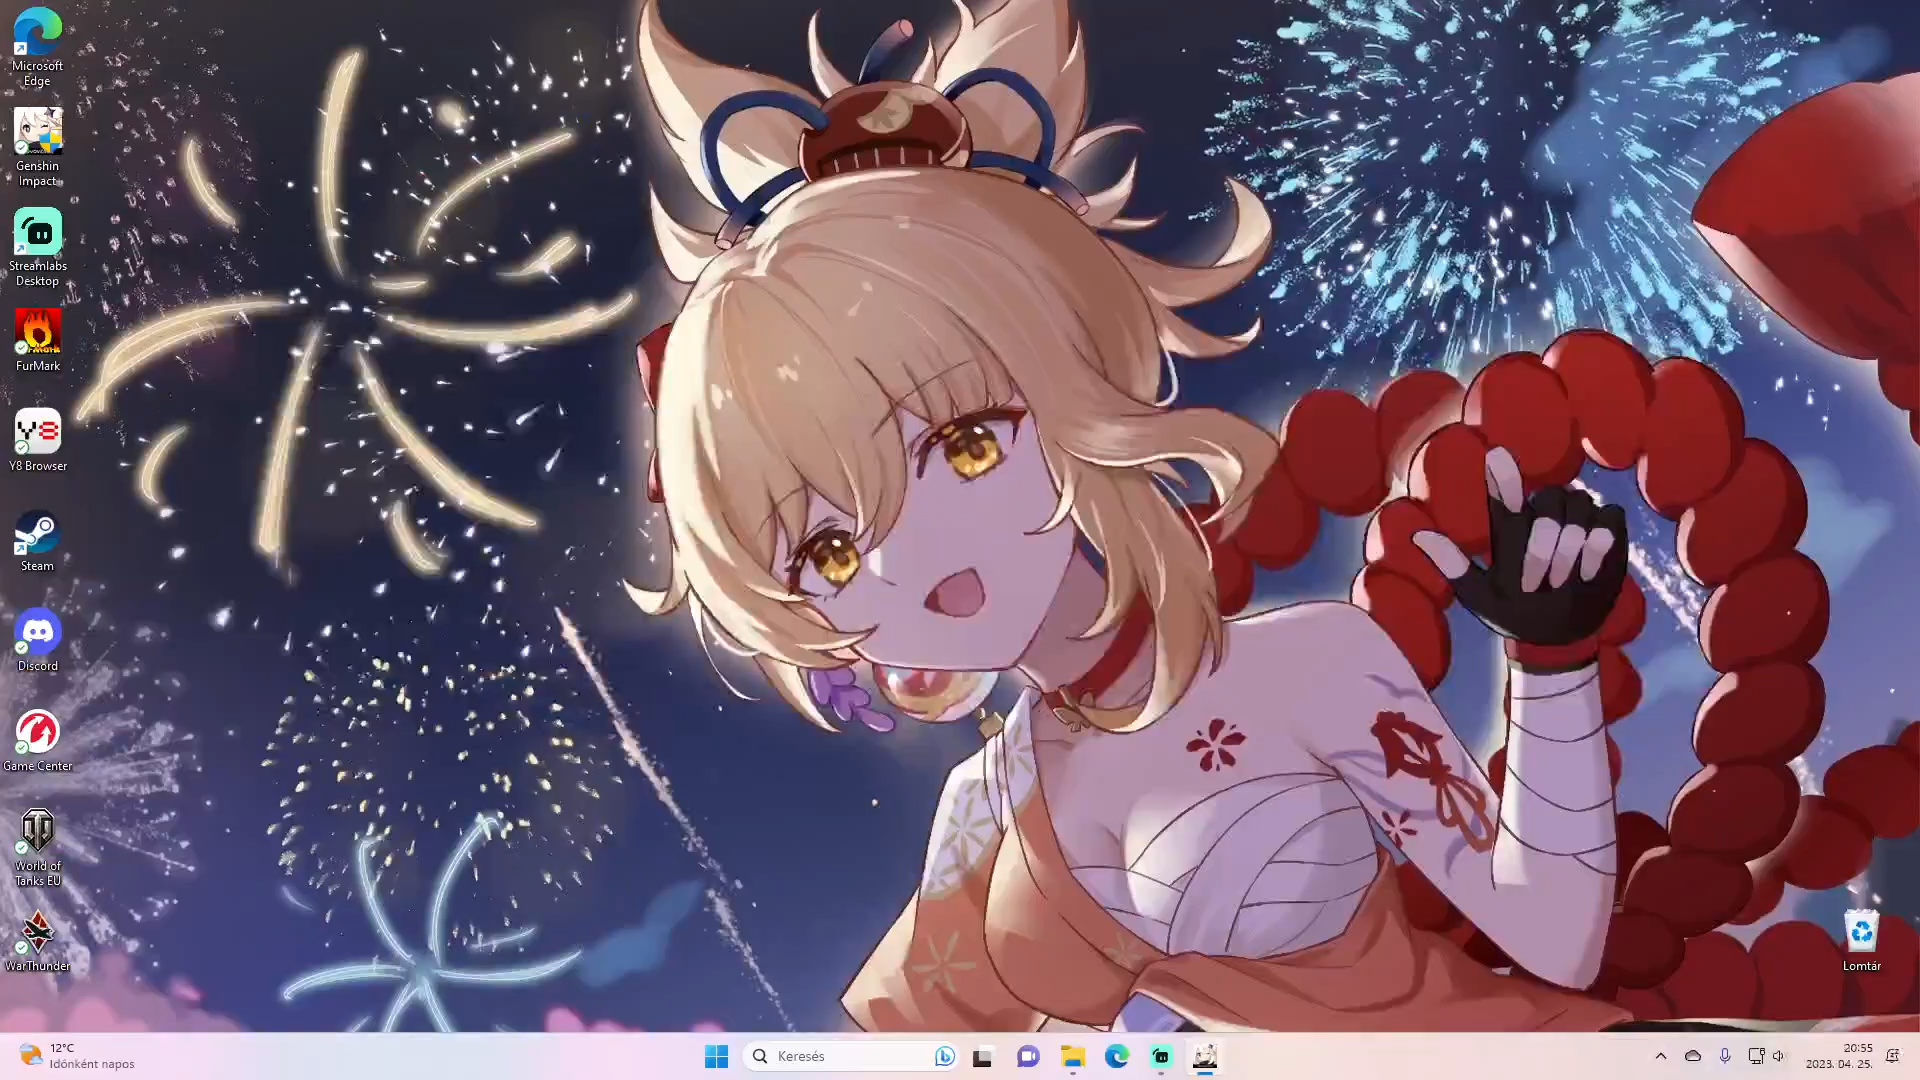 Microsoft
Edge
Genshin
Impact
Streamlabs
Desktop
FurMark
Y8
Y8 Browser
Steam
Discord
Game Center
World of
Tanks EU
WarThunder
Lomtár
12°C
Időnként napos
Keresés
20:55
2023. 04. 25.